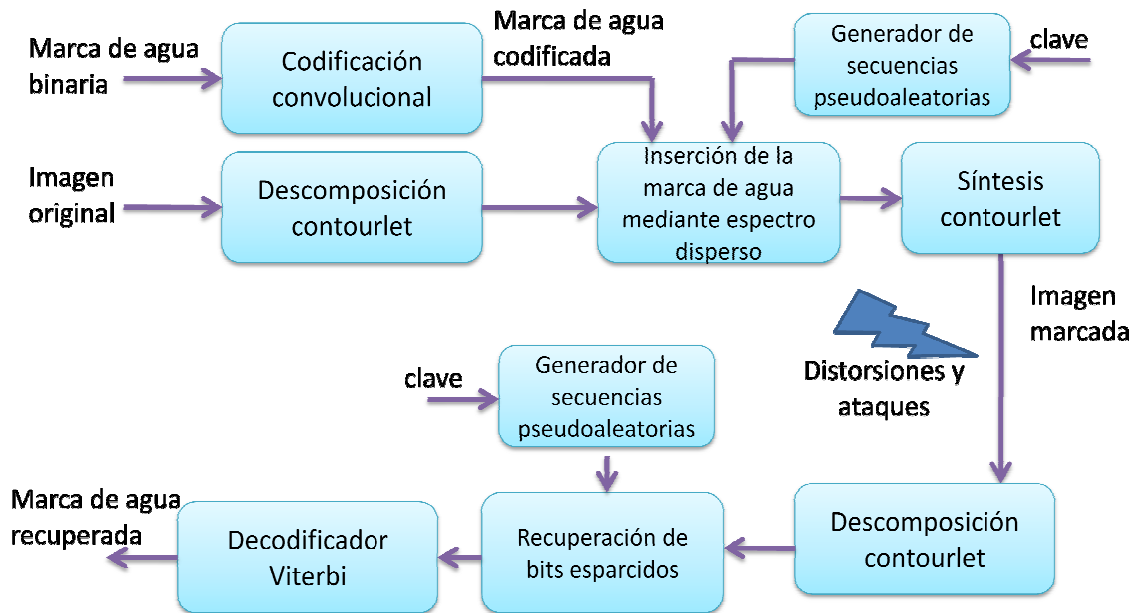 Marca de agua
binaria
Codificación
convolucional
Marca de agua
codificada
Generador de
secuencias
pseudoaleatorias
clave
Imagen
original
Descomposición
contourlet
Inserción de la
marca de agua
mediante espectro
disperso
Síntesis
contourlet
Imagen
marcada
Distorsiones y
ataques
clave
Generador de
secuencias
pseudoaleatorias
Marca de agua
recuperada
Decodificador
Viterbi
Recuperación de
bits esparcidos
Descomposición
contourlet